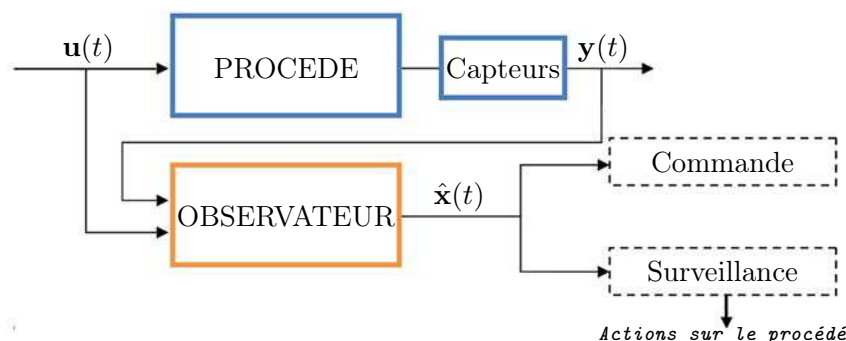 u(t)
PROCEDE
Capteurs
y(t)
Commande
OBSERVATEUR
x̂(t)
Surveillance
Actions sur le procédé